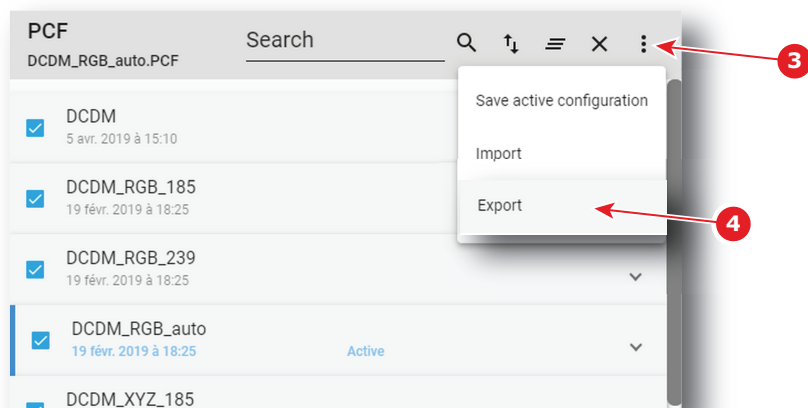 PCF
DCDM_RGB_auto.PCF
Search
3
Save active configuration
Import
Export
4
DCDM
5 avr. 2019 à 15:10
DCDM_RGB_185
19 févr. 2019 à 18:25
DCDM_RGB_239
19 févr. 2019 à 18:25
DCDM_RGB_auto
19 févr. 2019 à 18:25 Active
DCDM_XYZ_185